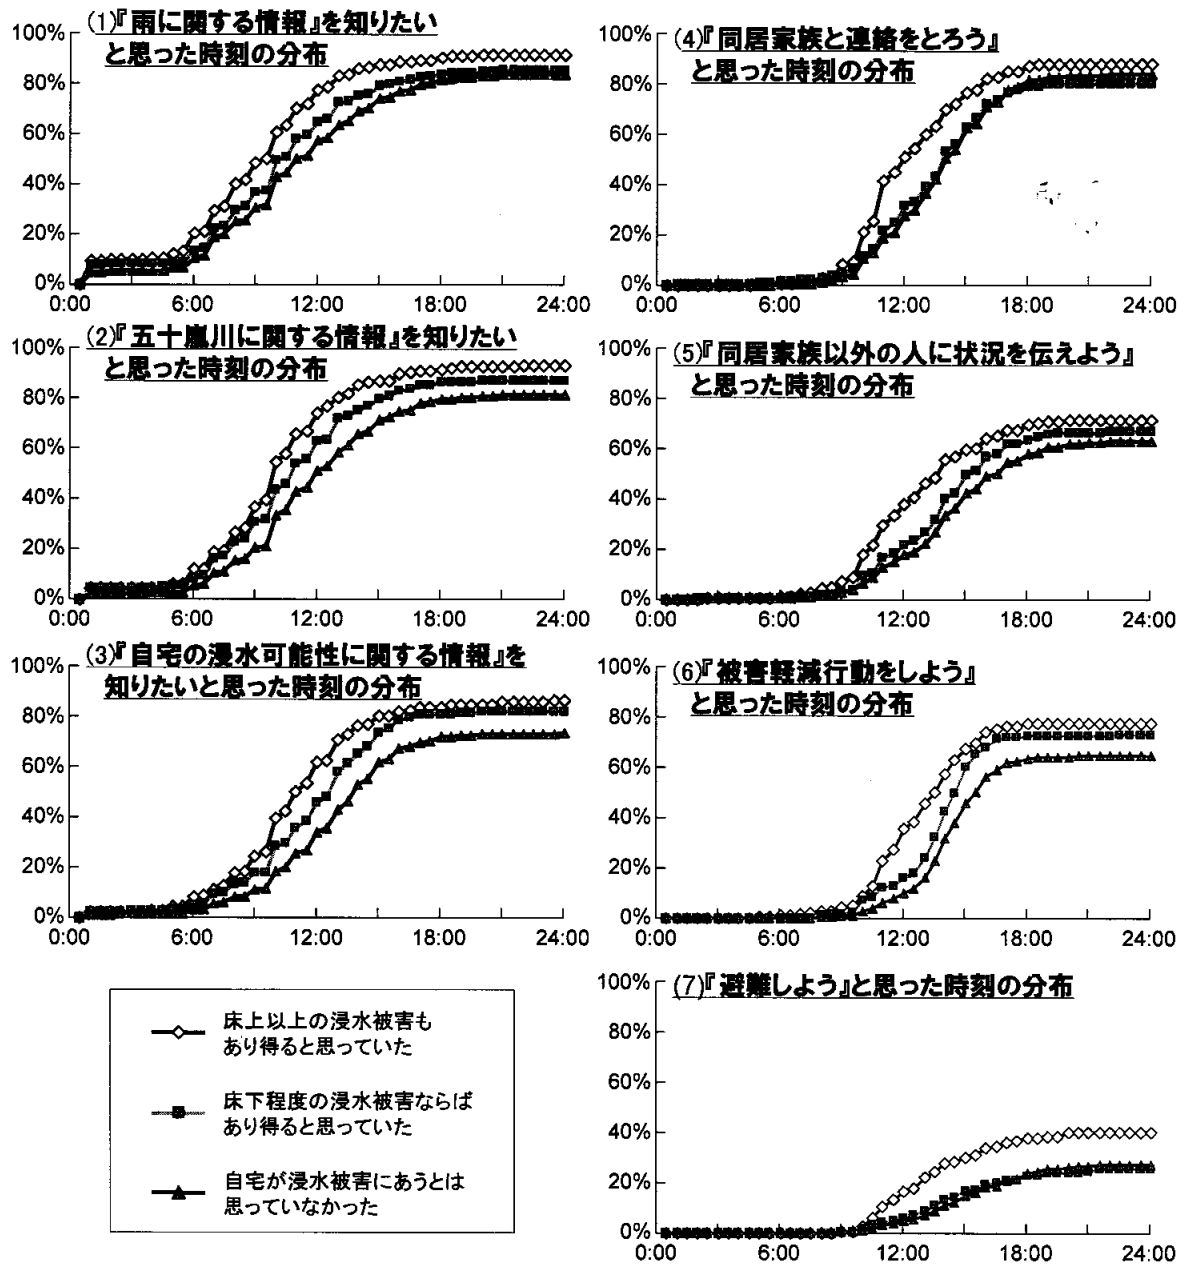 (1)『雨に関する情報』を知りたい
と思った時刻の分布
100%
80%
60%
40%
20%
0%
0:00 6:00 12:00 18:00 24:00
(2)『五十嵐川に関する情報』を知りたい
と思った時刻の分布
100%
80%
60%
40%
20%
0%
0:00 6:00 12:00 18:00 24:00
(3)『自宅の浸水可能性に関する情報』を
知りたいと思った時刻の分布
100%
80%
60%
40%
20%
0%
0:00 6:00 12:00 18:00 24:00
床上以上の浸水被害も
あり得ると思っていた
床下程度の浸水被害ならば
あり得ると思っていた
自宅が浸水被害にあうとは
思っていなかった
(4)『同居家族と連絡をとろう』
と思った時刻の分布
100%
80%
60%
40%
20%
0%
0:00 6:00 12:00 18:00 24:00
(5)『同居家族以外の人に状況を伝えよう』
と思った時刻の分布
100%
80%
60%
40%
20%
0%
0:00 6:00 12:00 18:00 24:00
(6)『被害軽減行動をしよう』
と思った時刻の分布
100%
80%
60%
40%
20%
0%
0:00 6:00 12:00 18:00 24:00
(7)『避難しよう』と思った時刻の分布
100%
80%
60%
40%
20%
0%
0:00 6:00 12:00 18:00 24:00